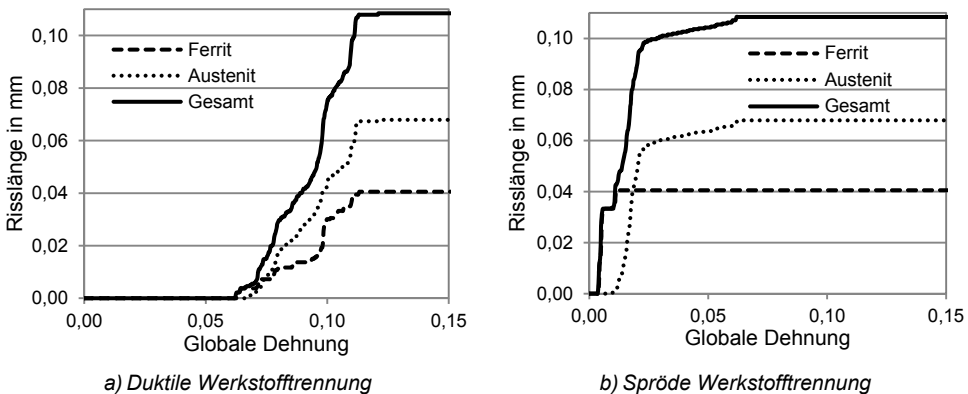 Risslänge in mm
0,10
0,08
0,06
0,04
0,02
0,00
Ferrit
Austenit
Gesamt
0,00 0,05 0,10 0,15
Globale Dehnung
a) Duktile Werkstofftrennung
Risslänge in mm
0,10
0,08
0,06
0,04
0,02
0,00
Ferrit
Austenit
Gesamt
0,00 0,05 0,10 0,15
Globale Dehnung
b) Spröde Werkstofftrennung